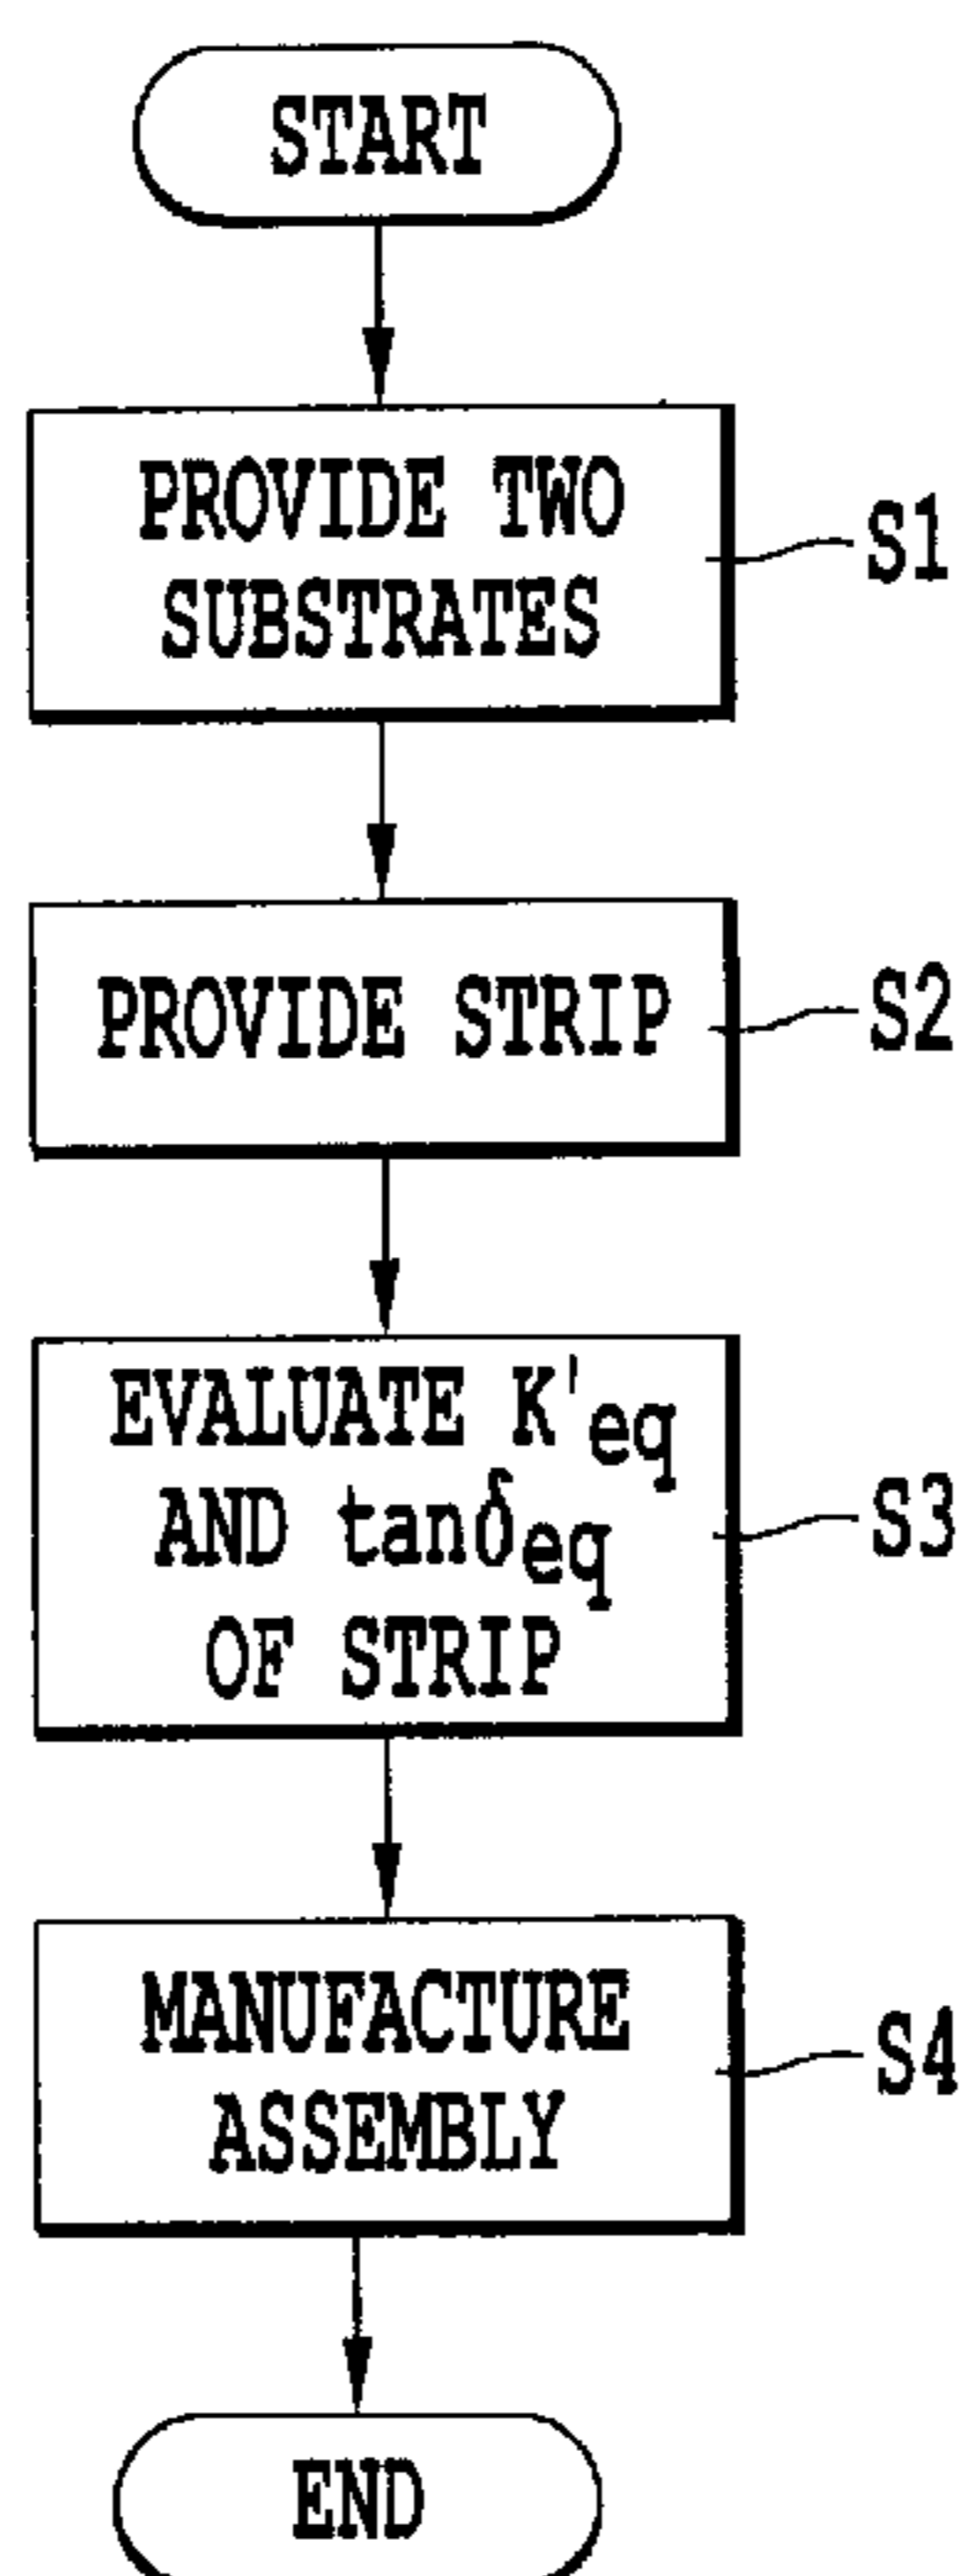 START
PROVIDE TWO
SUBSTRATES
S1
PROVIDE STRIP
S2
EVALUATE K'eq
AND tanδeq
OF STRIP
S3
MANUFACTURE
ASSEMBLY
S4
END